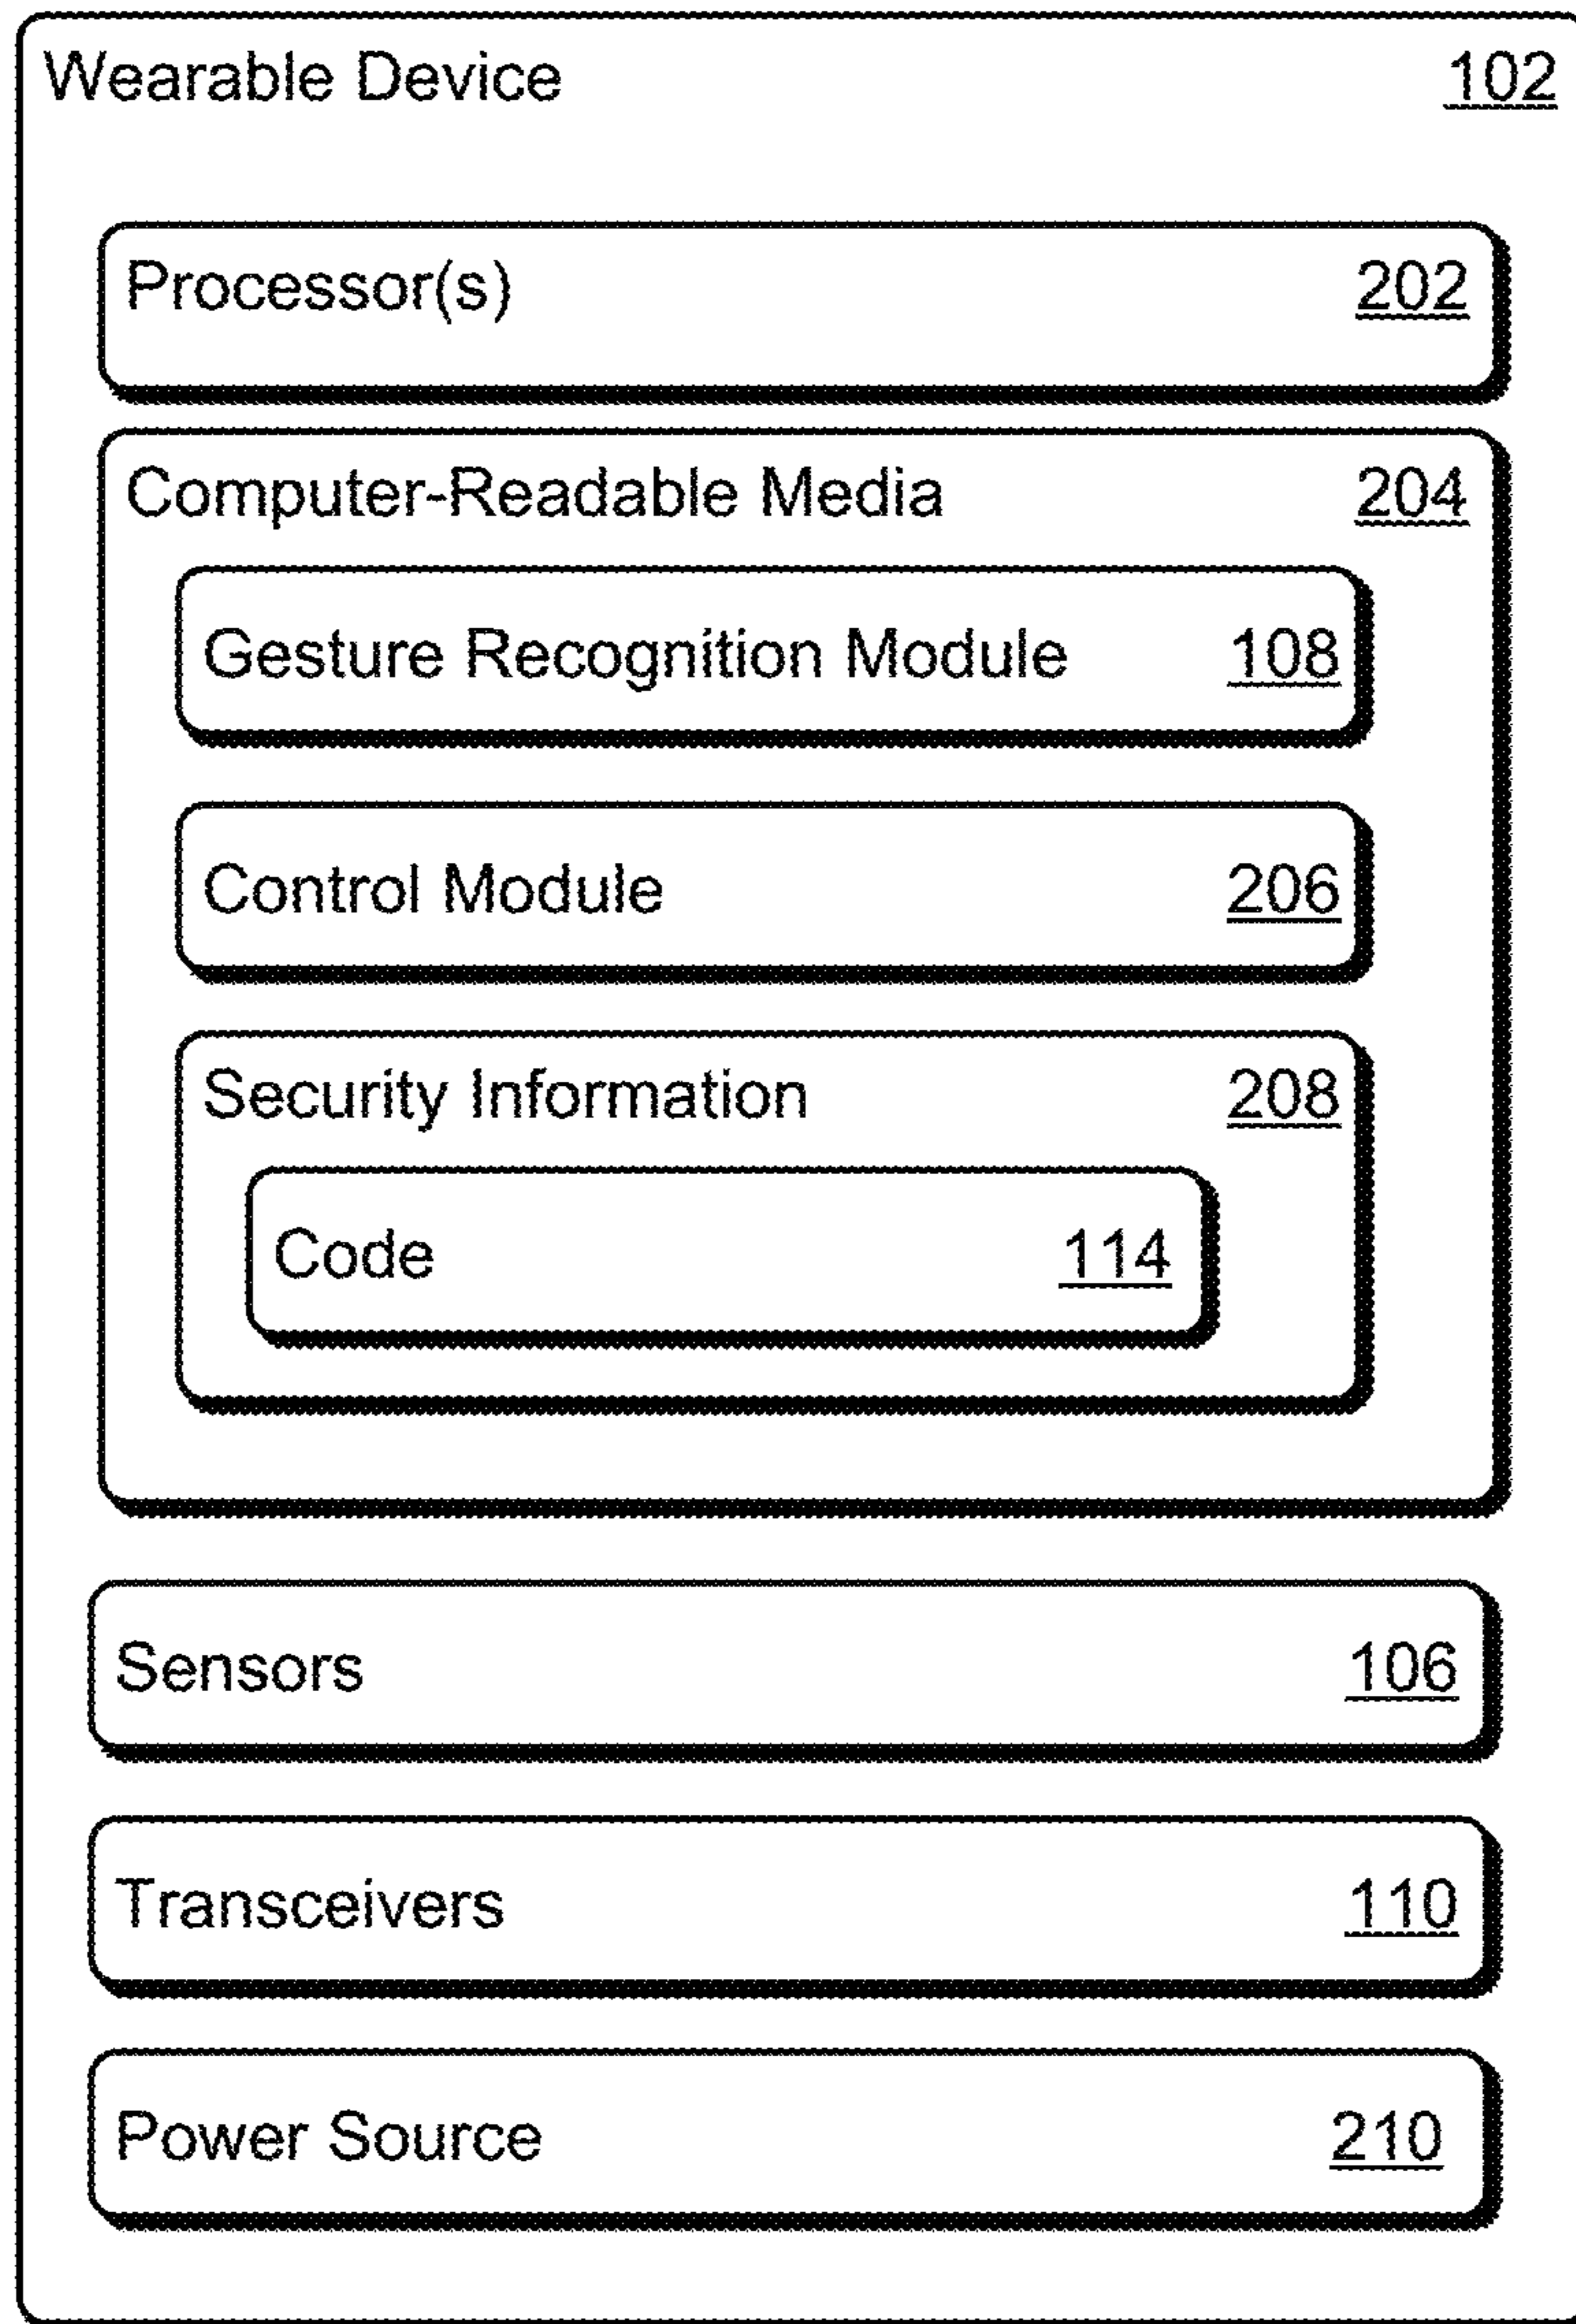 Wearable Device 102
Processor(s) 202
Computer-Readable Media 204
Gesture Recognition Module 108
Control Module 206
Security Information 208
Code 114
Sensors 106
Transceivers 110
Power Source 210